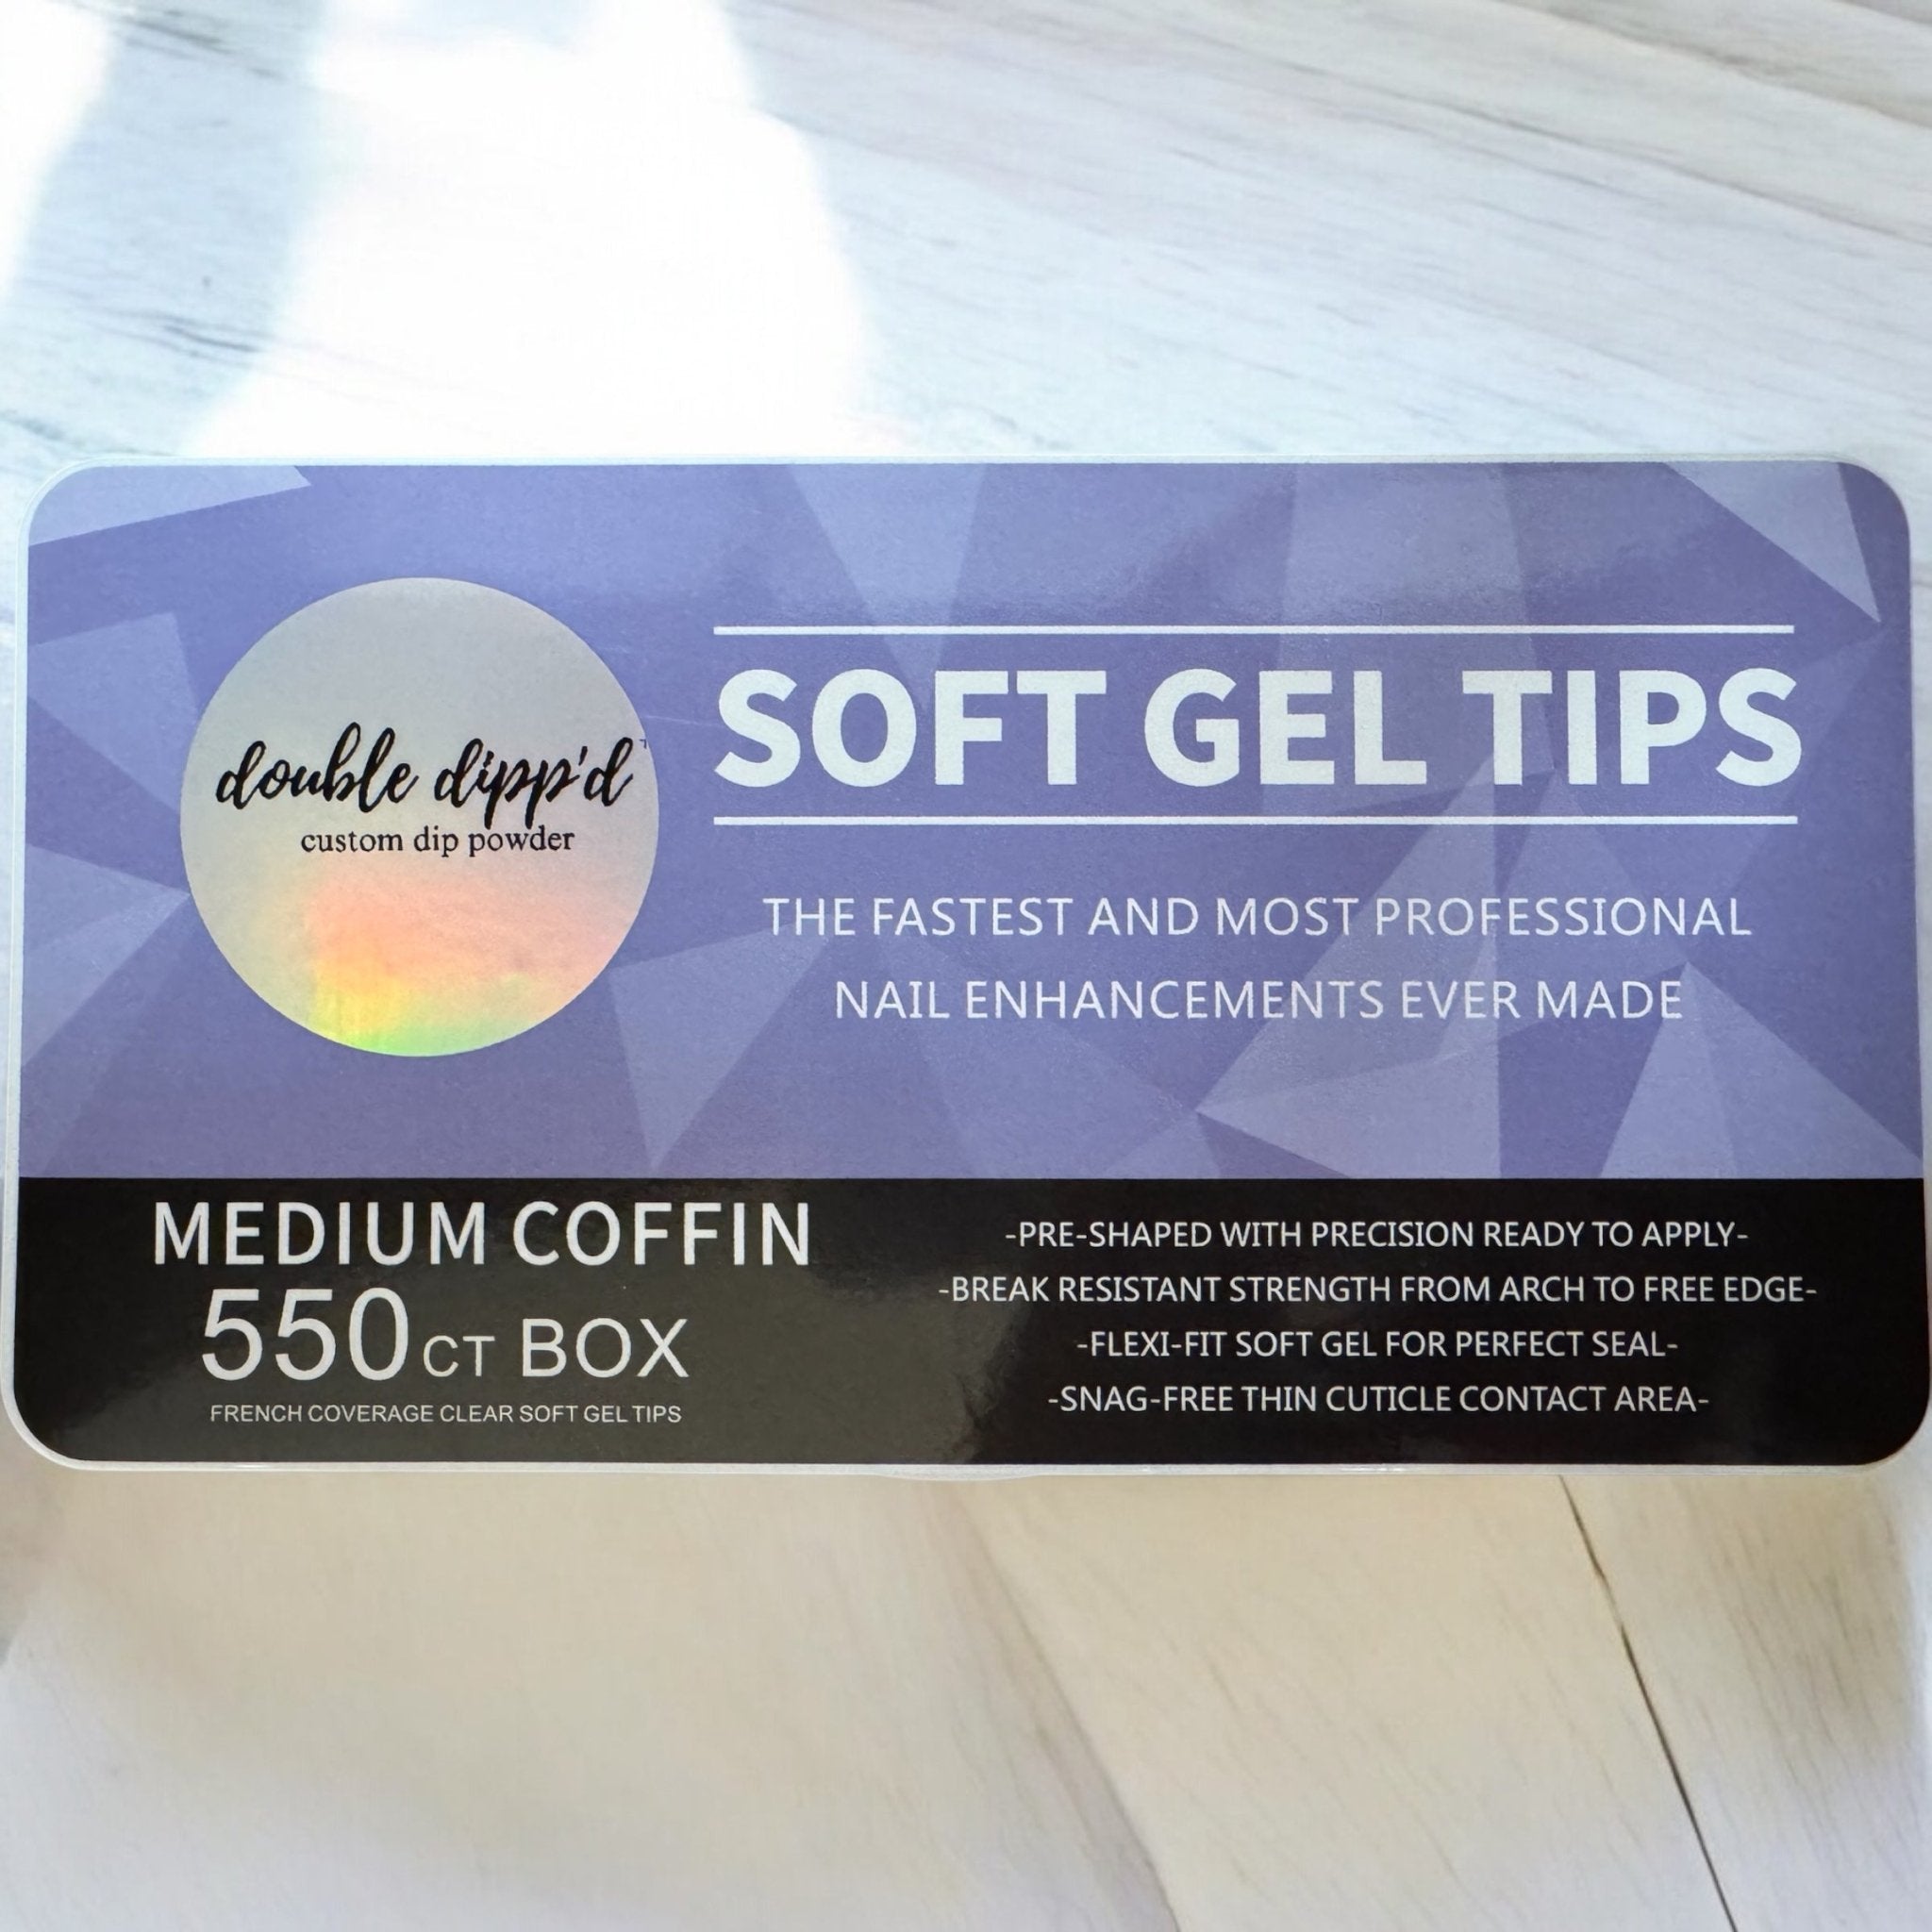 double dipp'd
custom dip powder
SOFT GEL TIPS
THE FASTEST AND MOST PROFESSIONAL
NAIL ENHANCEMENTS EVER MADE
MEDIUM COFFIN
550 CT BOX
FRENCH COVERAGE CLEAR SOFT GEL TIPS
-PRE-SHAPED WITH PRECISION READY TO APPLY-
-BREAK RESISTANT STRENGTH FROM ARCH TO FREE EDGE-
-FLEXI-FIT SOFT GEL FOR PERFECT SEAL-
-SNAG-FREE THIN CUTICLE CONTACT AREA-